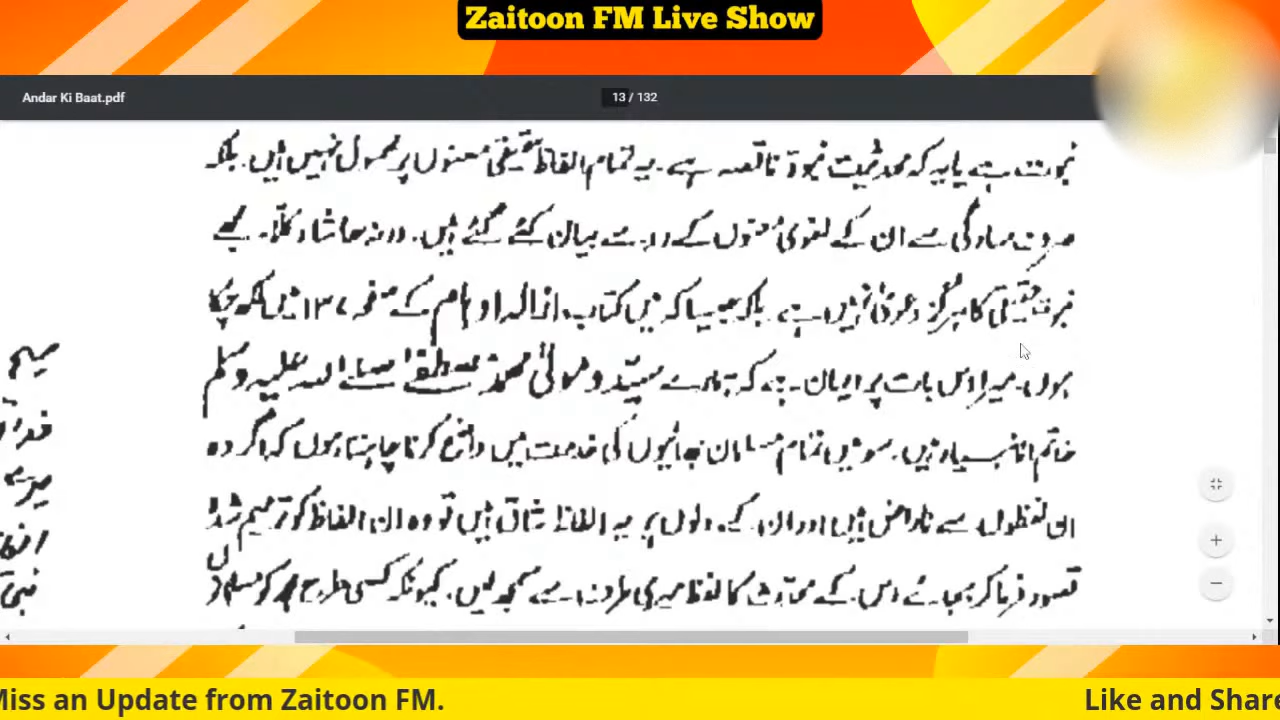 Zaitoon FM Live Show
Andar Ki Baat.pdf
13 / 132
نبوت ہے یا یہ کہ محدثیت نبوۃ ناقصہ ہے۔ یہ تمام الفاظ حقیقی معنوں پر محمول نہیں ہیں۔ بلکہ
صرف سادگی سے ان کے لغوی معنوں کے رو سے بیان کئے گئے ہیں۔ ورنہ حاشا و کلا۔ مجھے
نبوت حقیقی کا ہرگز دعویٰ نہیں ہے۔ بلکہ جیسا کہ میں کتاب ازالہ اوہام کے صفحہ ۱۳۷ میں لکھ چکا
ہوں۔ میرا اس بات پر ایمان ہے کہ ہمارے سید و مولیٰ محمد مصطفےٰ صلے اللہ علیہ وسلم
خاتم الانبیاء ہیں۔ سو میں تمام مسلمان بھائیوں کی خدمت میں واضح کرنا چاہتا ہوں کہ اگر وہ
ان لفظوں سے ناراض ہیں اور ان کے دلوں پر یہ الفاظ شاق ہیں تو وہ ان الفاظ کو ترمیم شدہ
تصور فرما کر بجائے اس کے محدث کا لفظ میری طرف سے سمجھ لیں۔ کیونکہ کسی طرح مجھ کو مسلمانوں
Miss an Update from Zaitoon FM.
Like and Share